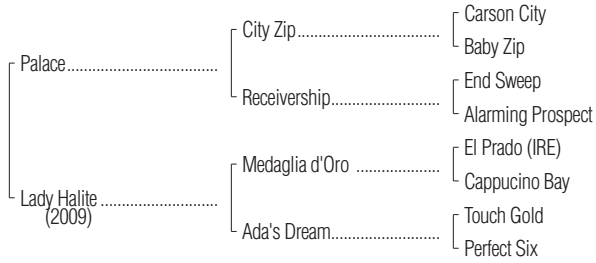 Carson City
City Zip..................................
Baby Zip
Palace.....................................
End Sweep
Receivership..........................
Alarming Prospect
El Prado (IRE)
Medaglia d'Oro ....................
Cappucino Bay
Lady Halite ............................
(2009)
Touch Gold
Ada's Dream..........................
Perfect Six